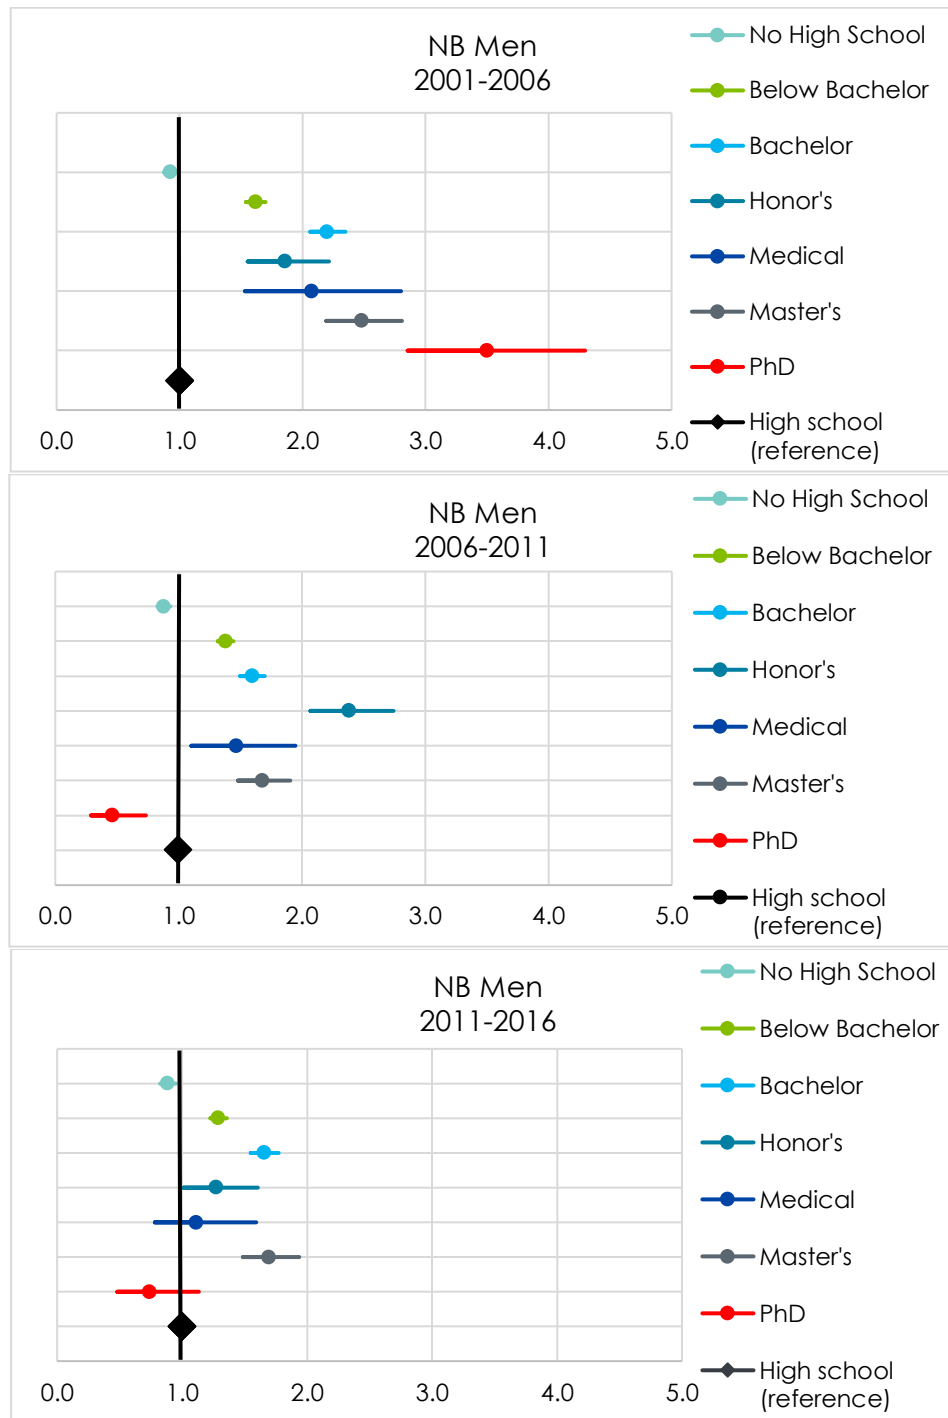 NB Men
2001-2006
No High School
Below Bachelor
Bachelor
Honor's
Medical
Master's
PhD
High school
(reference)
0.0 1.0 2.0 3.0 4.0 5.0
NB Men
2006-2011
No High School
Below Bachelor
Bachelor
Honor's
Medical
Master's
PhD
High school
(reference)
0.0 1.0 2.0 3.0 4.0 5.0
NB Men
2011-2016
No High School
Below Bachelor
Bachelor
Honor's
Medical
Master's
PhD
High school
(reference)
0.0 1.0 2.0 3.0 4.0 5.0